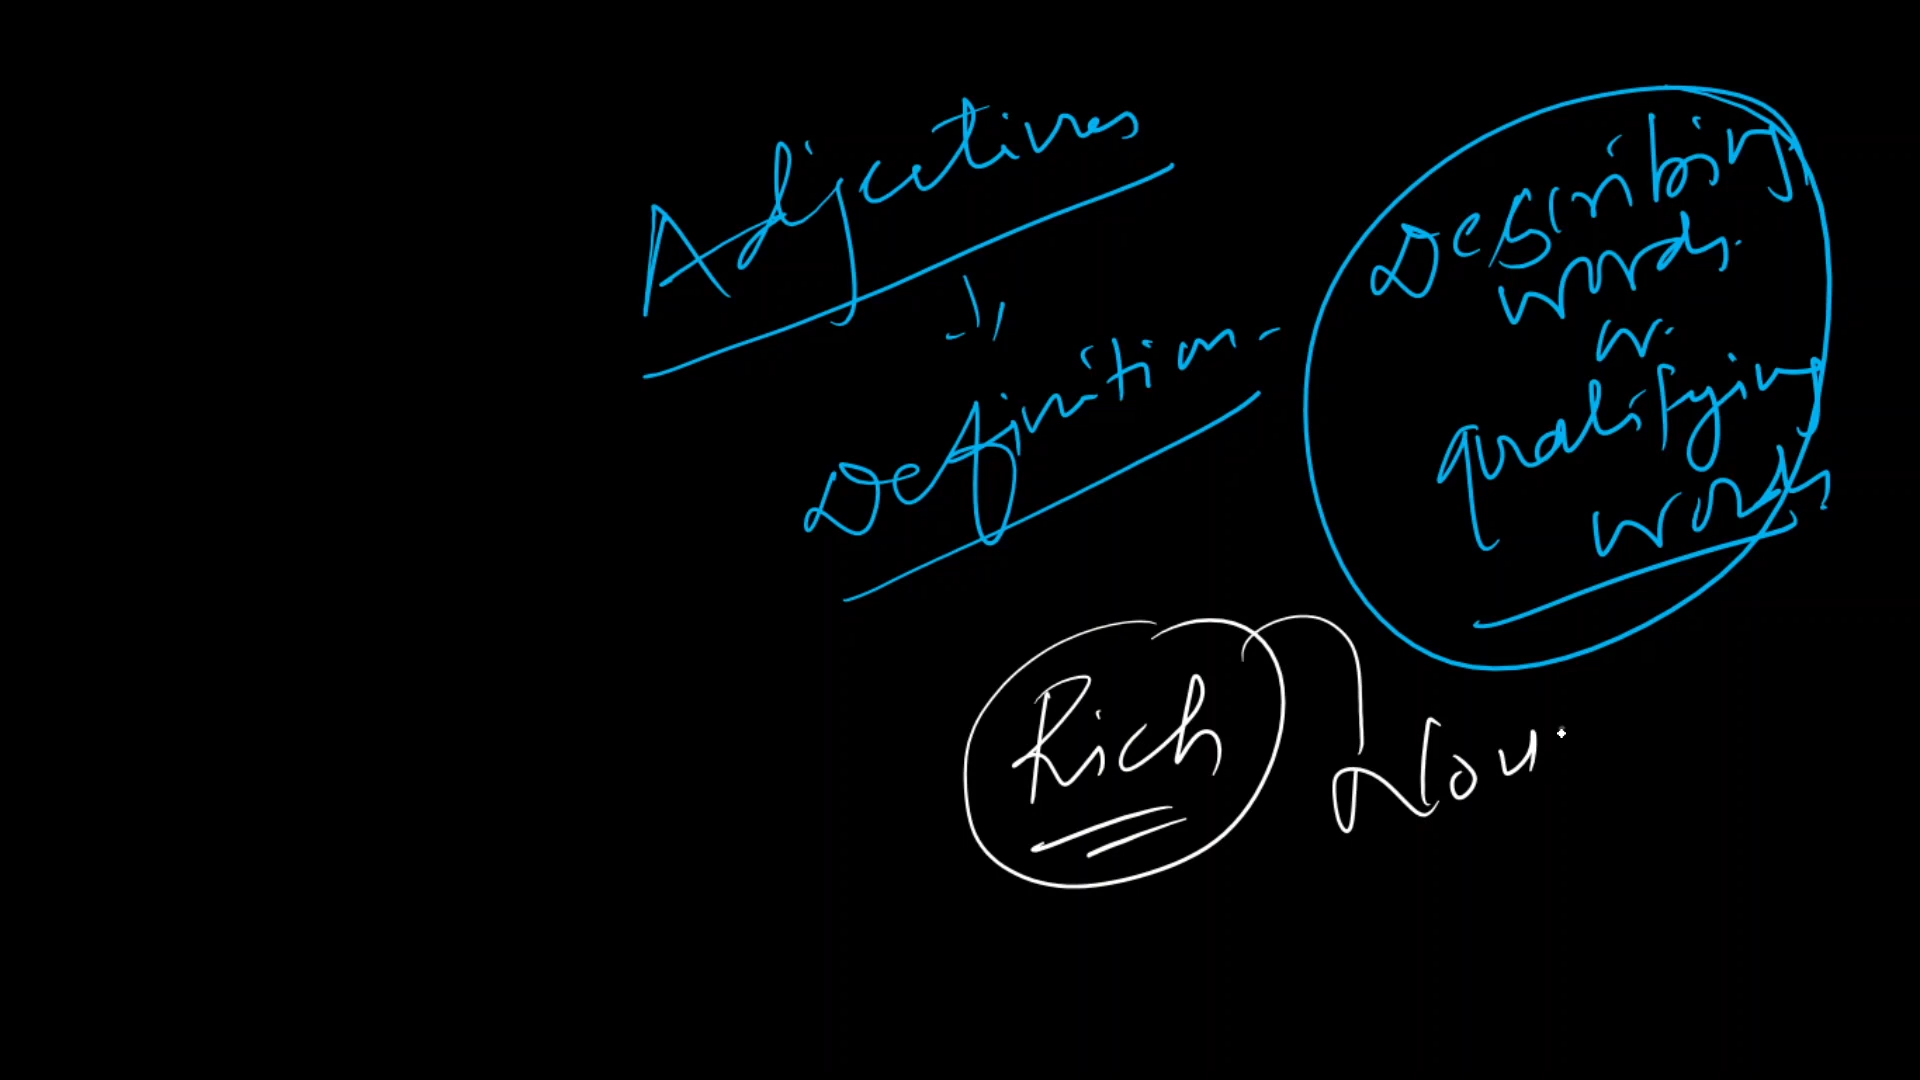 Adjectives
Definition -
Describing
words.
or
qualifying
words
Rich
Nou